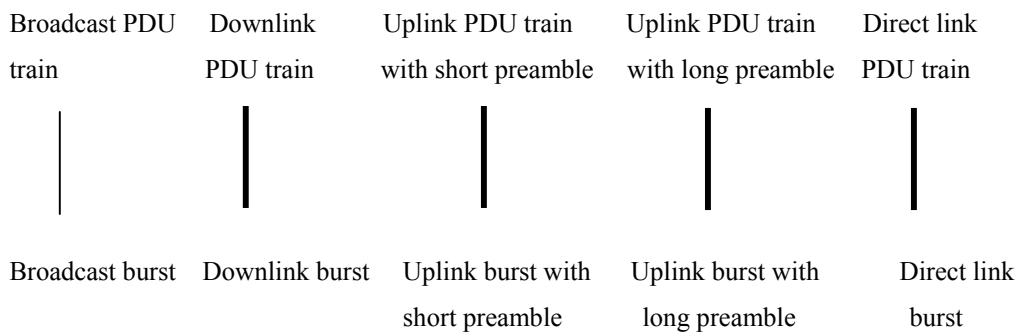 Broadcast PDU Downlink Uplink PDU train Uplink PDU train Direct link
train PDU train with short preamble with long preamble PDU train
Broadcast burst Downlink burst Uplink burst with Uplink burst with Direct link
short preamble long preamble burst